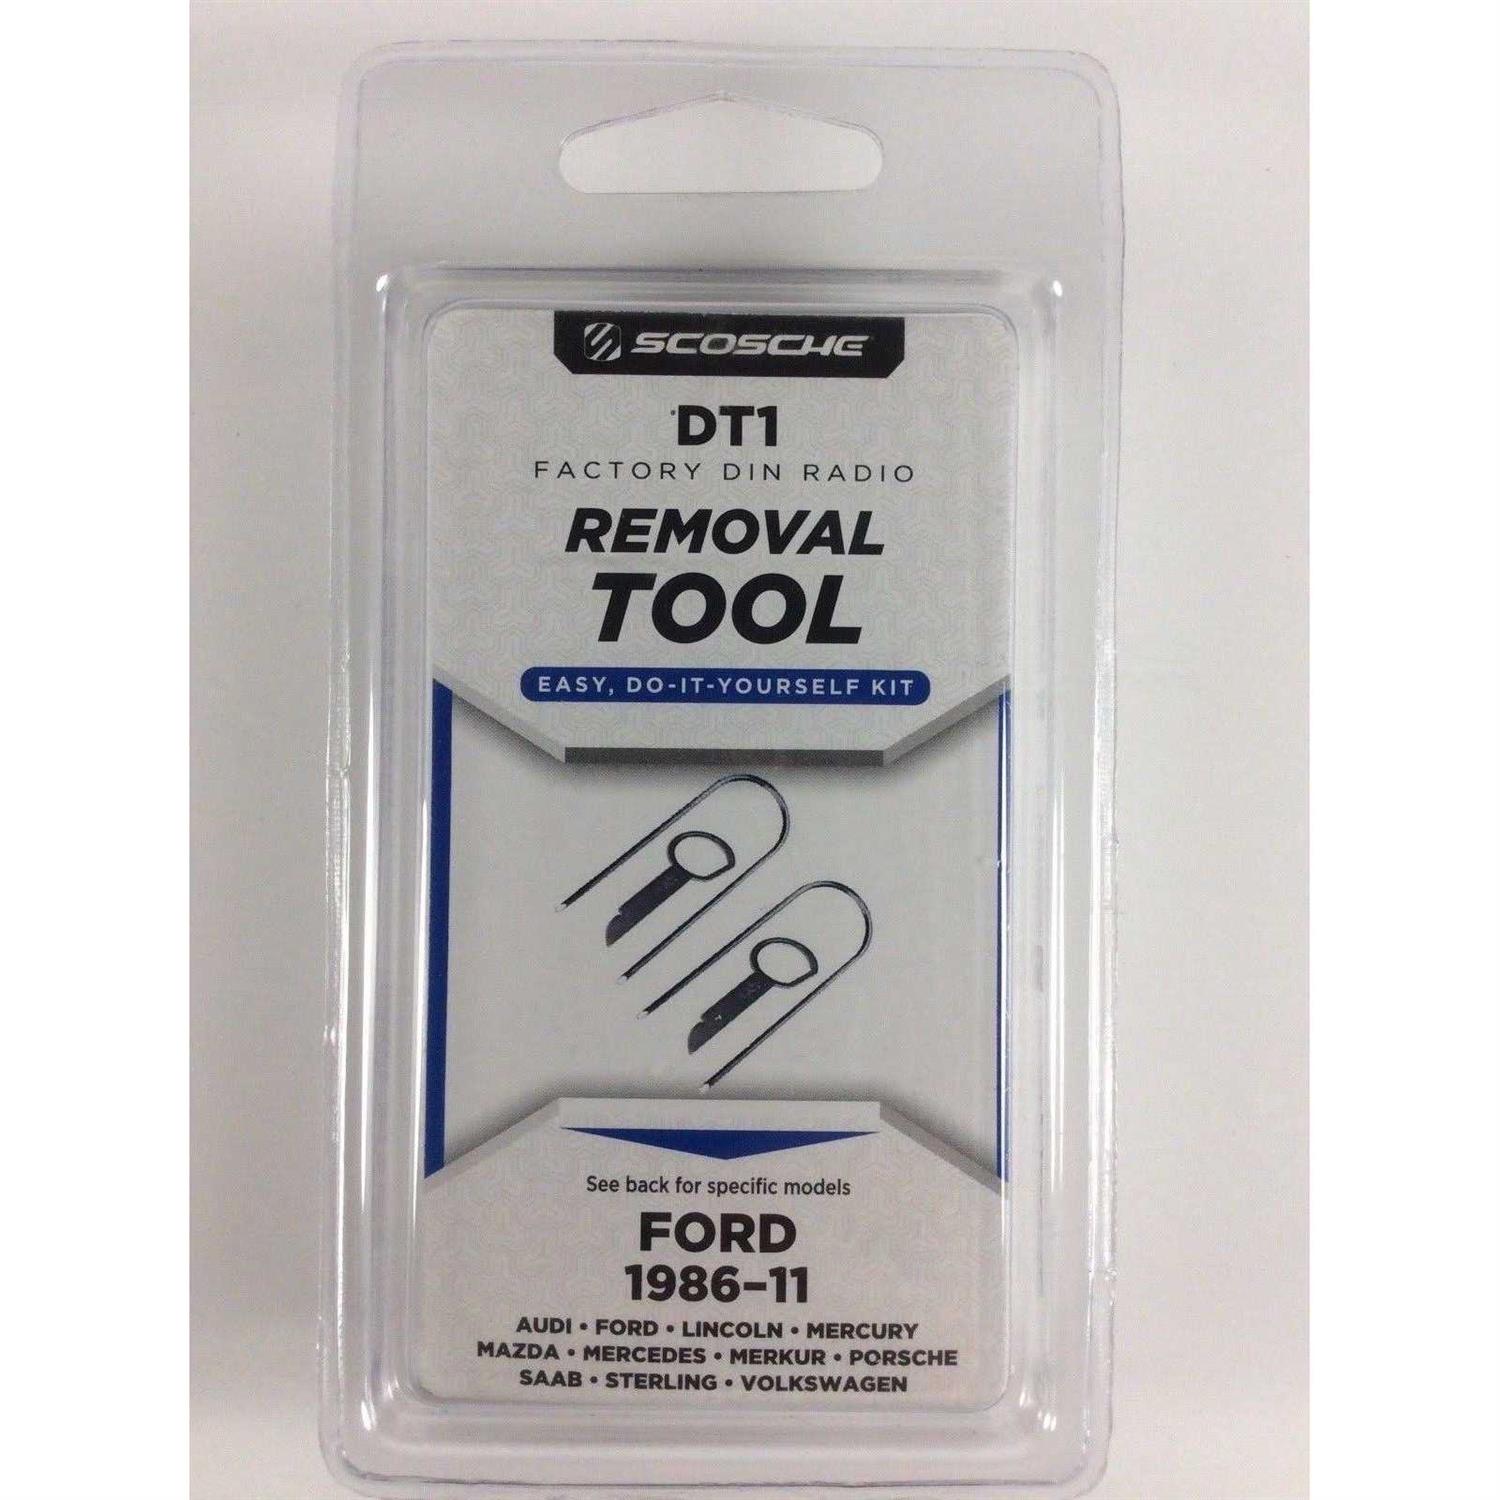 SCOSCHE
DT1
FACTORY DIN RADIO
REMOVAL
TOOL
EASY, DO-IT-YOURSELF KIT
See back for specific models
FORD
1986-11
AUDI • FORD • LINCOLN • MERCURY
MAZDA • MERCEDES • MERKUR • PORSCHE
SAAB • STERLING • VOLKSWAGEN